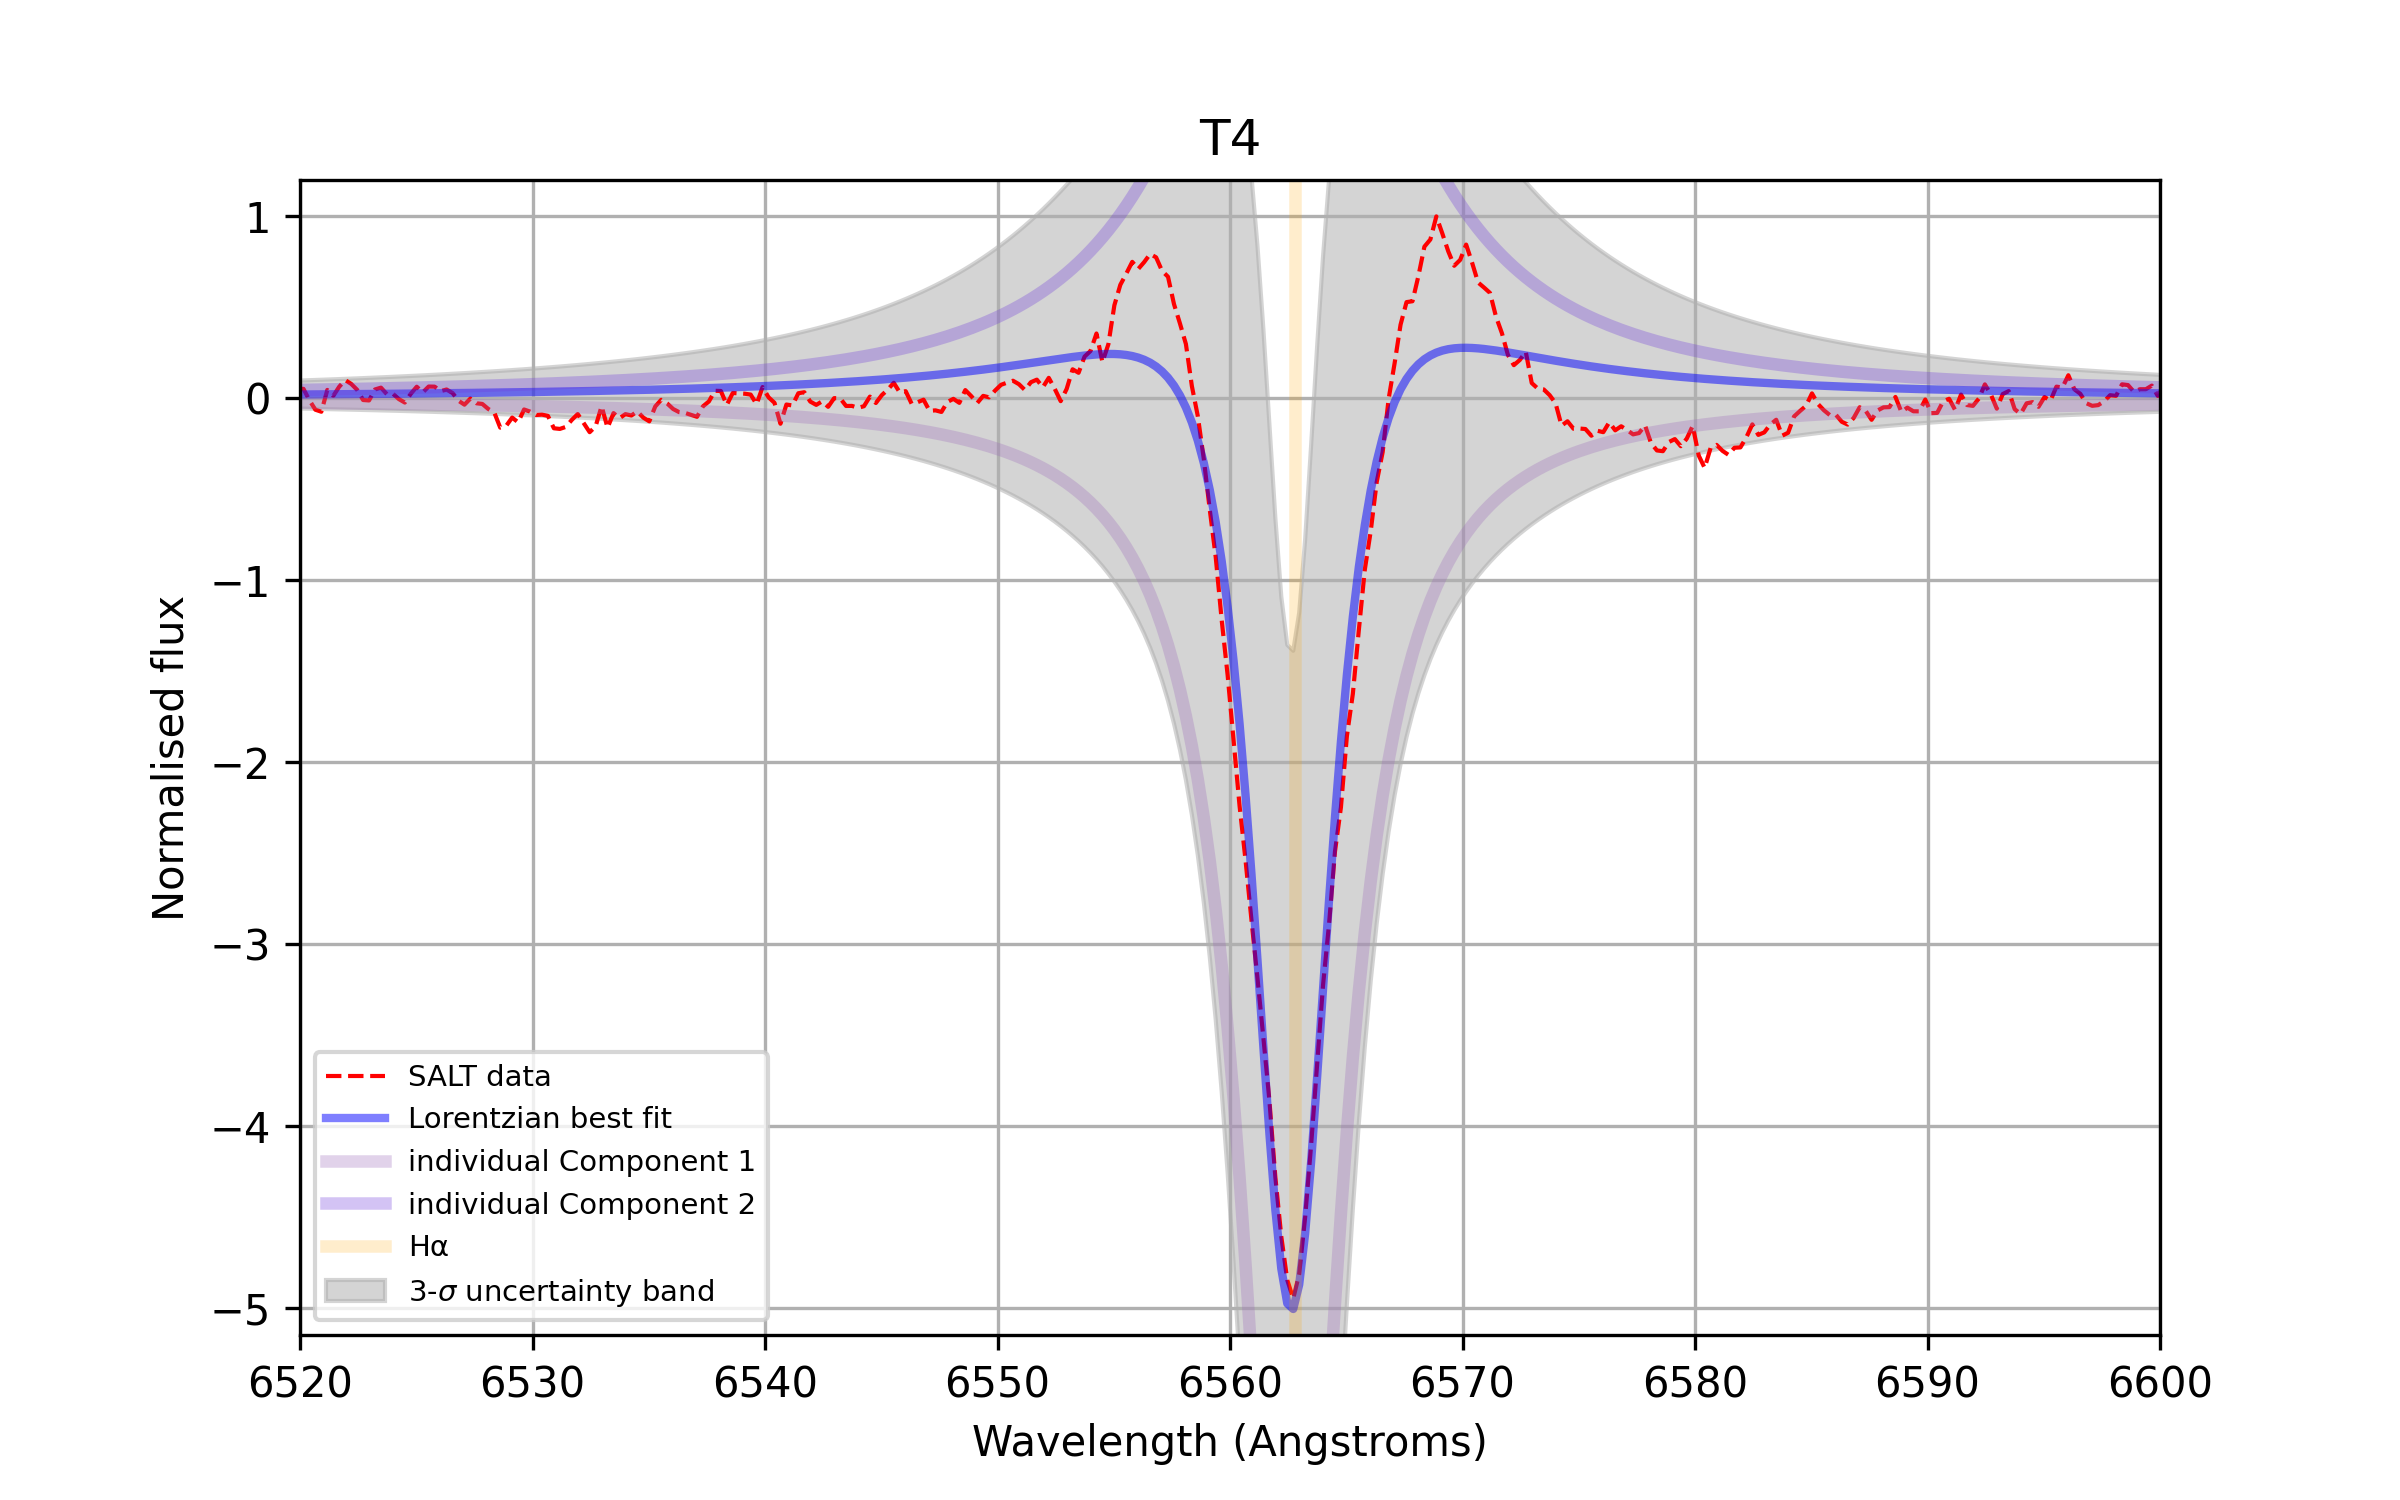 T4
Normalised flux
1
0
−1
−2
−3
−4
−5
SALT data
Lorentzian best fit
individual Component 1
individual Component 2
Hα
3-σ uncertainty band
6520 6530 6540 6550 6560 6570 6580 6590 6600
Wavelength (Angstroms)